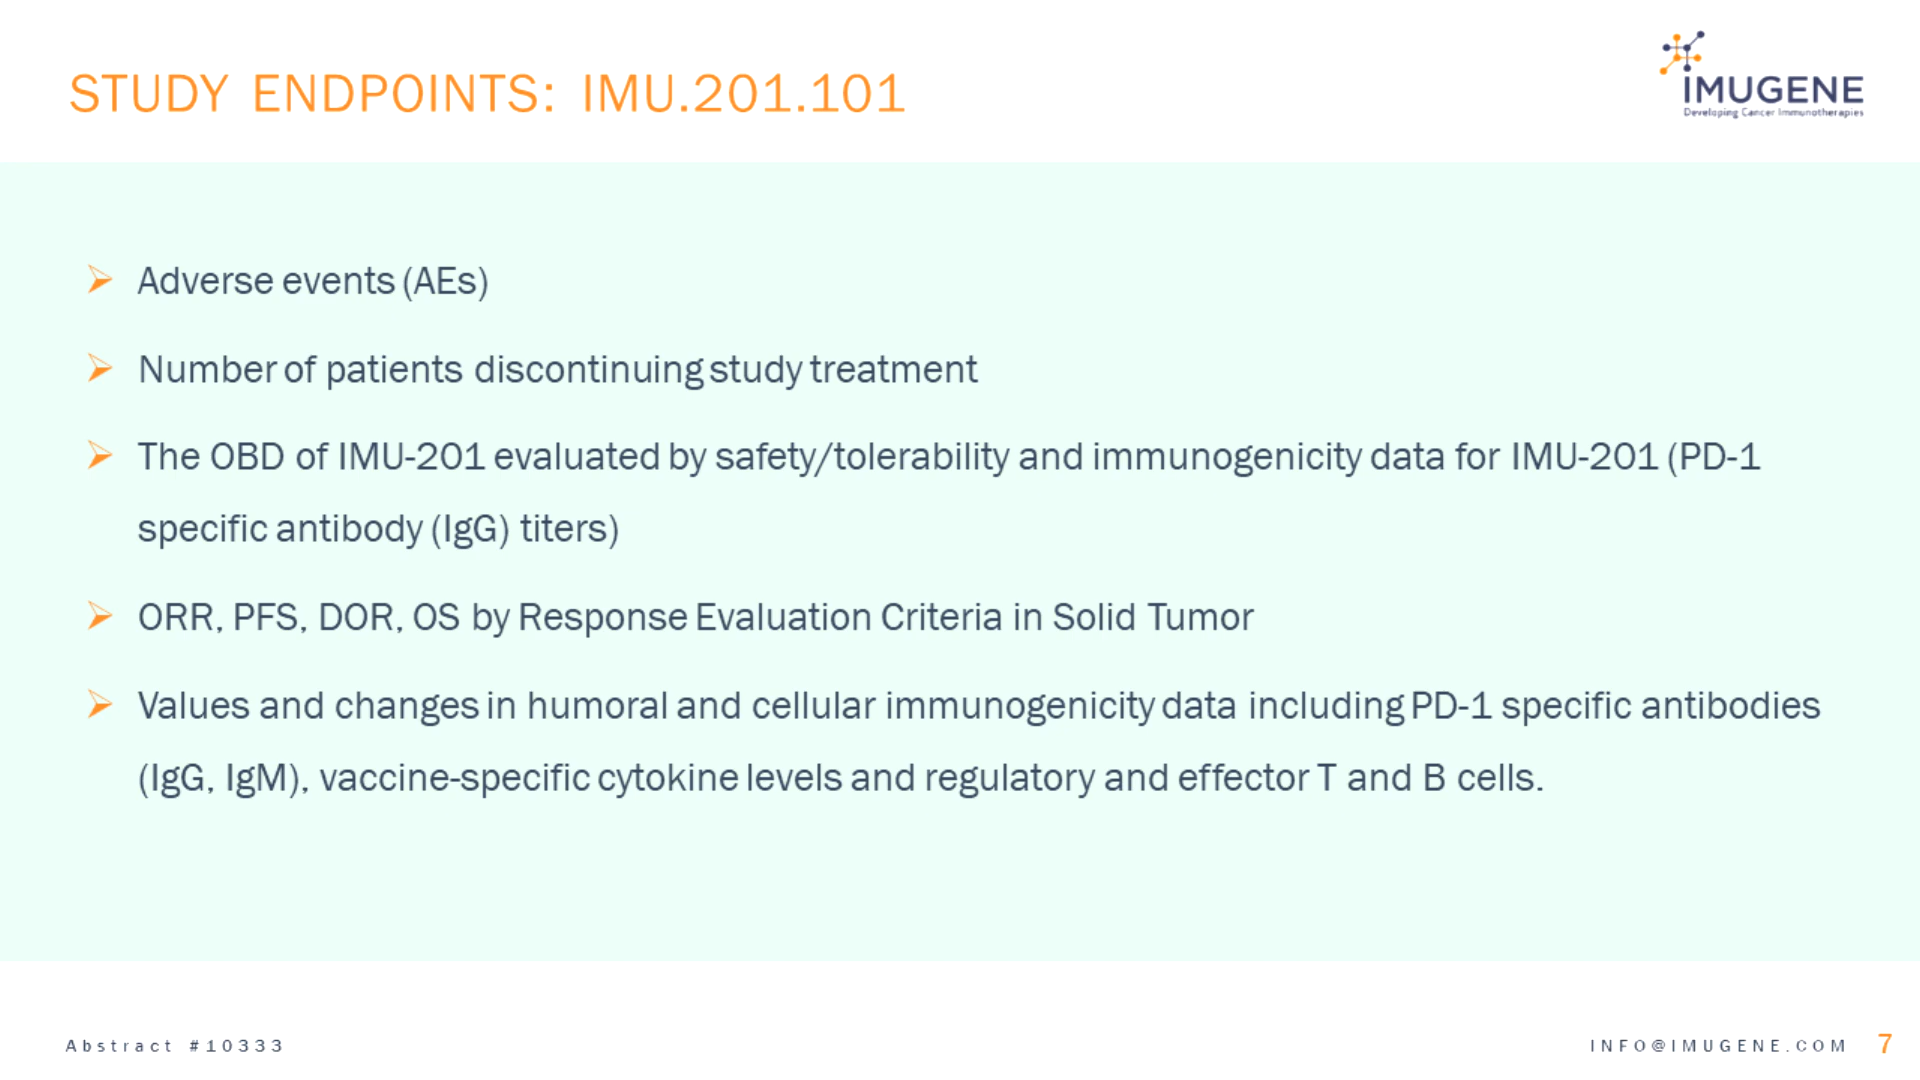 STUDY ENDPOINTS: IMU.201.101
IMUGENE
Developing Cancer Immunotherapies
Adverse events (AEs)
Number of patients discontinuing study treatment
The OBD of IMU-201 evaluated by safety/tolerability and immunogenicity data for IMU-201 (PD-1
specific antibody (IgG) titers)
ORR, PFS, DOR, OS by Response Evaluation Criteria in Solid Tumor
Values and changes in humoral and cellular immunogenicity data including PD-1 specific antibodies
(IgG, IgM), vaccine-specific cytokine levels and regulatory and effector T and B cells.
Abstract #10333
INFO@IMUGENE.COM 7